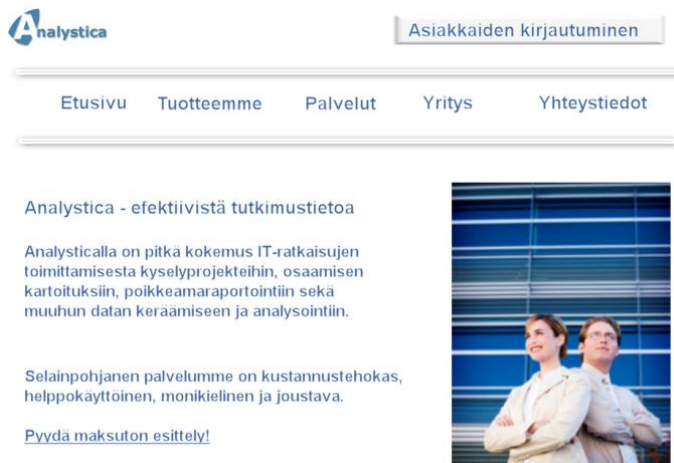 Analystica
Asiakkaiden kirjautuminen
Etusivu Tuotteemme Palvelut Yritys Yhteystiedot
Analystica - efektiivistä tutkimustietoa
Analysticalla on pitkä kokemus IT-ratkaisujen
toimittamisesta kyselyprojekteihin, osaamisen
kartoituksiin, poikkeamaraportointiin sekä
muuhun datan keräämiseen ja analysointiin.
Selainpohjanen palvelumme on kustannustehokas,
helppokäyttöinen, monikielinen ja joustava.
Pyydä maksuton esittely!